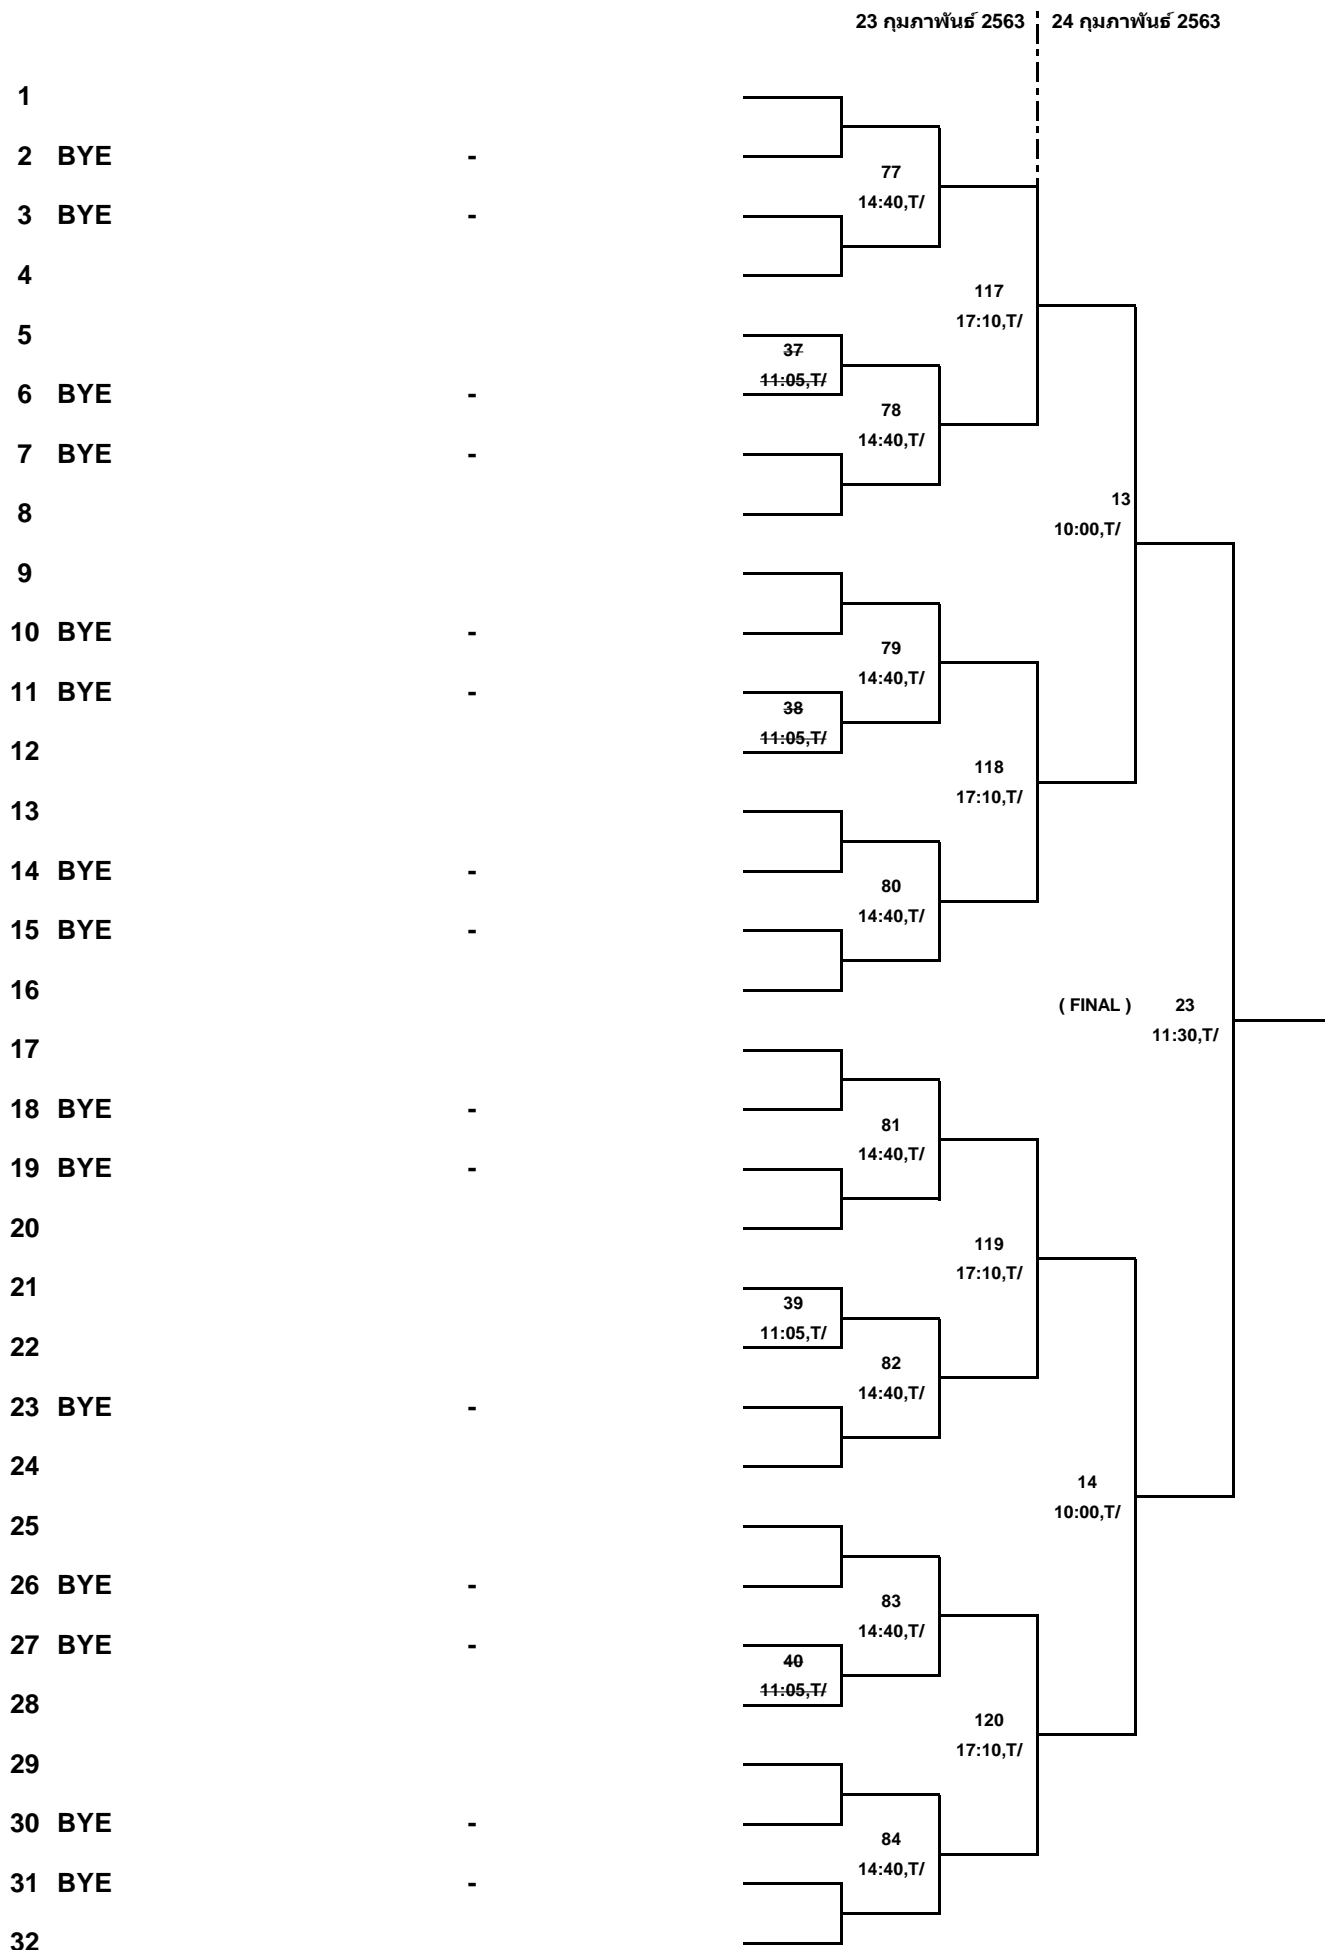 23 กุมภาพันธ์ 2563 24 กุมภาพันธ์ 2563
1
2 BYE -
77
3 BYE -
14:40,T/
4
117
17:10,T/
5
37
11:05,T/
6 BYE -
78
14:40,T/
7 BYE -
13
8
10:00,T/
9
10 BYE -
79
14:40,T/
11 BYE -
38
11:05,T/
12
118
17:10,T/
13
14 BYE -
80
14:40,T/
15 BYE -
16
( FINAL ) 23
11:30,T/
17
18 BYE -
81
14:40,T/
19 BYE -
20
119
17:10,T/
21
39
11:05,T/
22
82
14:40,T/
23 BYE -
24
14
10:00,T/
25
26 BYE -
83
14:40,T/
27 BYE -
40
11:05,T/
28
120
17:10,T/
29
30 BYE -
84
14:40,T/
31 BYE -
32